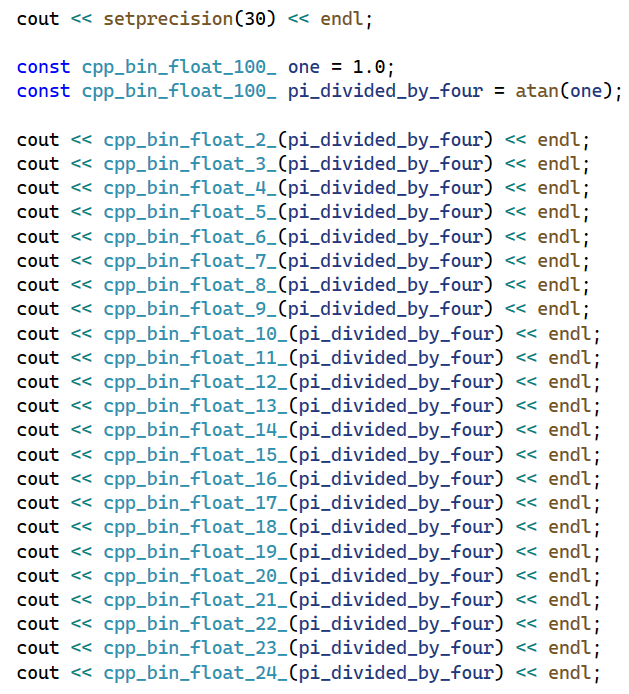 cout << setprecision(30) << endl;
const cpp_bin_float_100_ one = 1.0;
const cpp_bin_float_100_ pi_divided_by_four = atan(one);
cout << cpp_bin_float_2_(pi_divided_by_four) << endl;
cout << cpp_bin_float_3_(pi_divided_by_four) << endl;
cout << cpp_bin_float_4_(pi_divided_by_four) << endl;
cout << cpp_bin_float_5_(pi_divided_by_four) << endl;
cout << cpp_bin_float_6_(pi_divided_by_four) << endl;
cout << cpp_bin_float_7_(pi_divided_by_four) << endl;
cout << cpp_bin_float_8_(pi_divided_by_four) << endl;
cout << cpp_bin_float_9_(pi_divided_by_four) << endl;
cout << cpp_bin_float_10_(pi_divided_by_four) << endl;
cout << cpp_bin_float_11_(pi_divided_by_four) << endl;
cout << cpp_bin_float_12_(pi_divided_by_four) << endl;
cout << cpp_bin_float_13_(pi_divided_by_four) << endl;
cout << cpp_bin_float_14_(pi_divided_by_four) << endl;
cout << cpp_bin_float_15_(pi_divided_by_four) << endl;
cout << cpp_bin_float_16_(pi_divided_by_four) << endl;
cout << cpp_bin_float_17_(pi_divided_by_four) << endl;
cout << cpp_bin_float_18_(pi_divided_by_four) << endl;
cout << cpp_bin_float_19_(pi_divided_by_four) << endl;
cout << cpp_bin_float_20_(pi_divided_by_four) << endl;
cout << cpp_bin_float_21_(pi_divided_by_four) << endl;
cout << cpp_bin_float_22_(pi_divided_by_four) << endl;
cout << cpp_bin_float_23_(pi_divided_by_four) << endl;
cout << cpp_bin_float_24_(pi_divided_by_four) << endl;